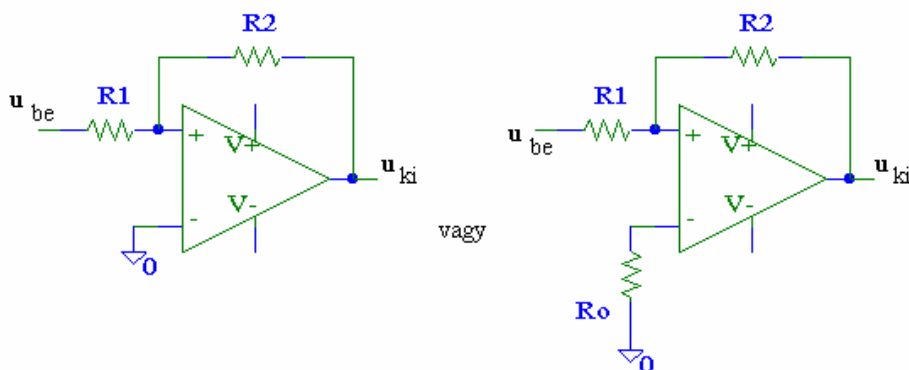 R2
R1
u be
+
V+
u ki
V-
-
0
vagy
R2
R1
u be
+
V+
u ki
V-
-
Ro
0